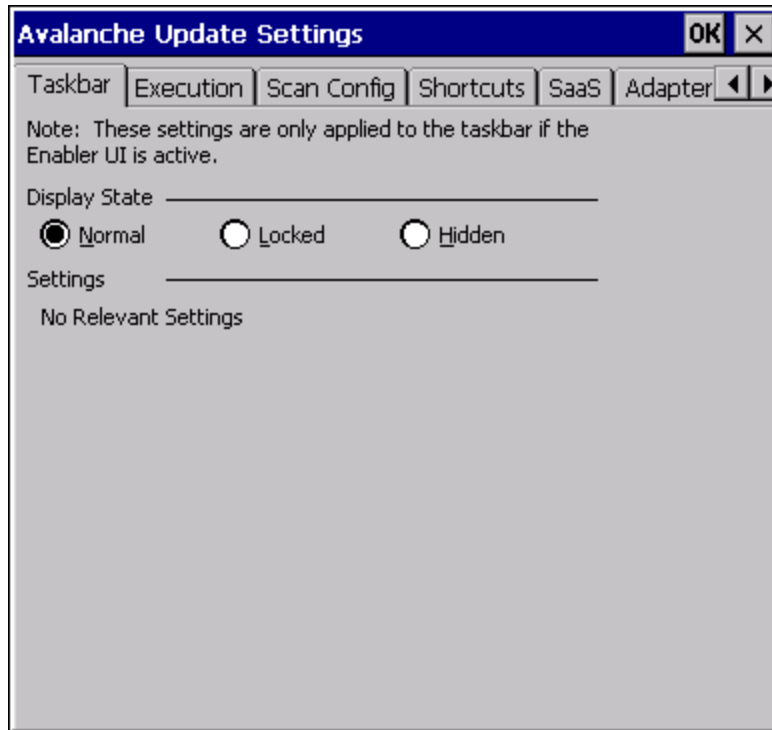 Avalanche Update Settings OK ×
Taskbar Execution Scan Config Shortcuts SaaS Adapter
Note: These settings are only applied to the taskbar if the
Enabler UI is active.
Display State
Normal Locked Hidden
Settings
No Relevant Settings